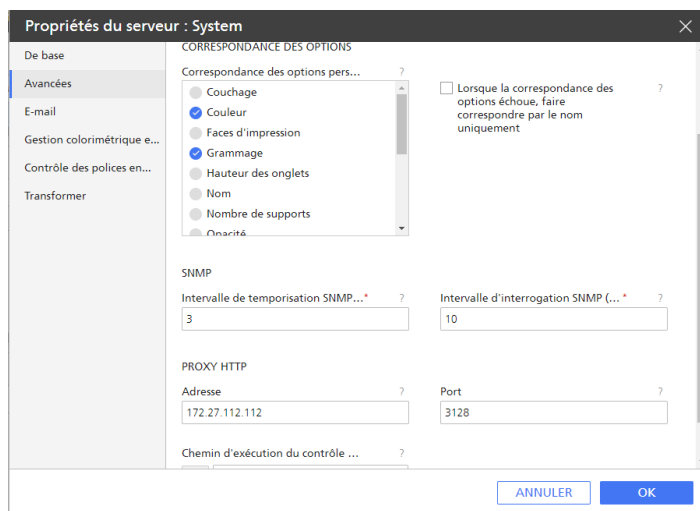 Propriétés du serveur : System
De base
Avancées
E-mail
Gestion colorimétrique e...
Contrôle des polices en...
Transformer
CORRESPONDANCE DES OPTIONS
Correspondance des options pers... ?
Couchage
Couleur
Faces d'impression
Grammage
Hauteur des onglets
Nom
Nombre de supports
Opacité
Lorsque la correspondance des ?
options échoue, faire
correspondre par le nom
uniquement
SNMP
Intervalle de temporisation SNMP...* ?
3
Intervalle d'interrogation SNMP (... * ?
10
PROXY HTTP
Adresse ?
172.27.112.112
Port ?
3128
Chemin d'exécution du contrôle ... ?
ANNULER
OK